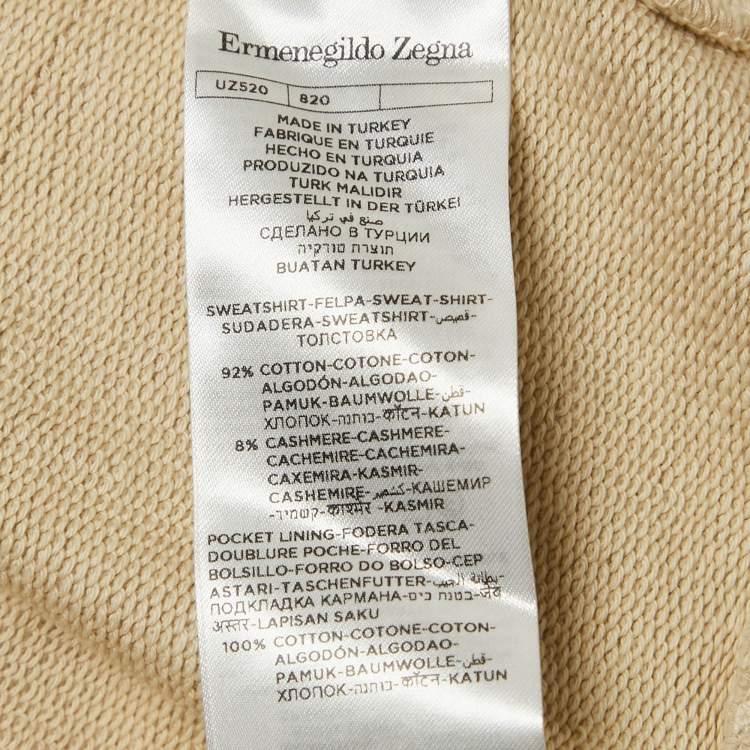 Ermenegildo Zegna
UZ520 820
MADE IN TURKEY
FABRIQUE EN TURQUIE
HECHO EN TURQUIA
PRODUZIDO NA TURQUIA
TURK MALIDIR
HERGESTELLT IN DER TÜRKEI
صنع في تركيا
СДЕЛАНО В ТУРЦИИ
תוצרת טורקיה
BUATAN TURKEY
SWEATSHIRT-FELPA-SWEAT-SHIRT-
SUDADERA-SWEATSHIRT-قميص-
ТОЛСТОВКА
92% COTTON-COTONE-COTON-
ALGODÓN-ALGODAO-
PAMUK-BAUMWOLLE-قطن-
ХЛОПОК-כותנה-कॉटन-KATUN
8% CASHMERE-CASHMERE-
CACHEMIRE-CACHEMIRA-
CAXEMIRA-KASMIR-
CASHEMIRE-كشمير-КАШЕМИР
-קשמיר-काश्मेर-KASMIR
POCKET LINING-FODERA TASCA-
DOUBLURE POCHE-FORRO DEL
BOLSILLO-FORRO DO BOLSO-CEP
ASTARI-TASCHENFUTTER-بطانة الجيب-
ПОДКЛАДКА КАРМАНА-בטנת כיס-जेब
अस्तर-LAPISAN SAKU
100% COTTON-COTONE-COTON-
ALGODÓN-ALGODAO-
PAMUK-BAUMWOLLE-قطن-
ХЛОПОК-כותנה-कॉटन-KATUN